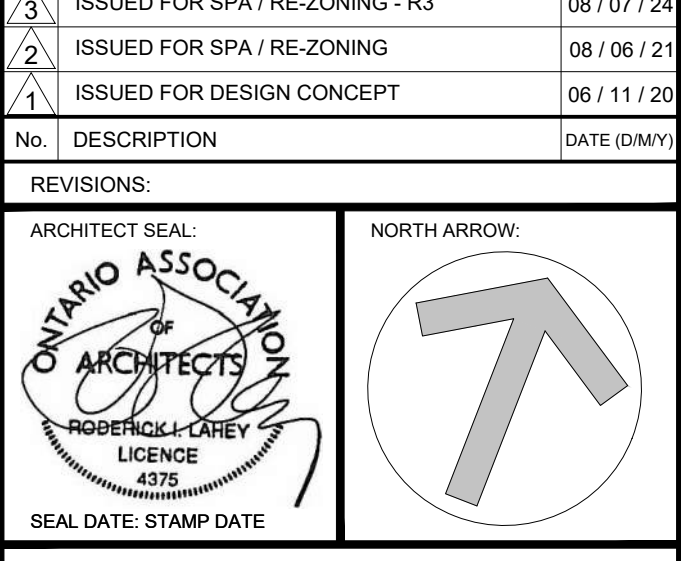 3 ISSUED FOR SPA / RE-ZONING - R3 08 / 07 / 24
2 ISSUED FOR SPA / RE-ZONING 08 / 06 / 21
1 ISSUED FOR DESIGN CONCEPT 06 / 11 / 20
No. DESCRIPTION DATE (D/M/Y)
REVISIONS:
ARCHITECT SEAL:
ONTARIO ASSOCIATION
OF
ARCHITECTS
RODERICK I. LAHEY
LICENCE
4375
SEAL DATE: STAMP DATE
NORTH ARROW: